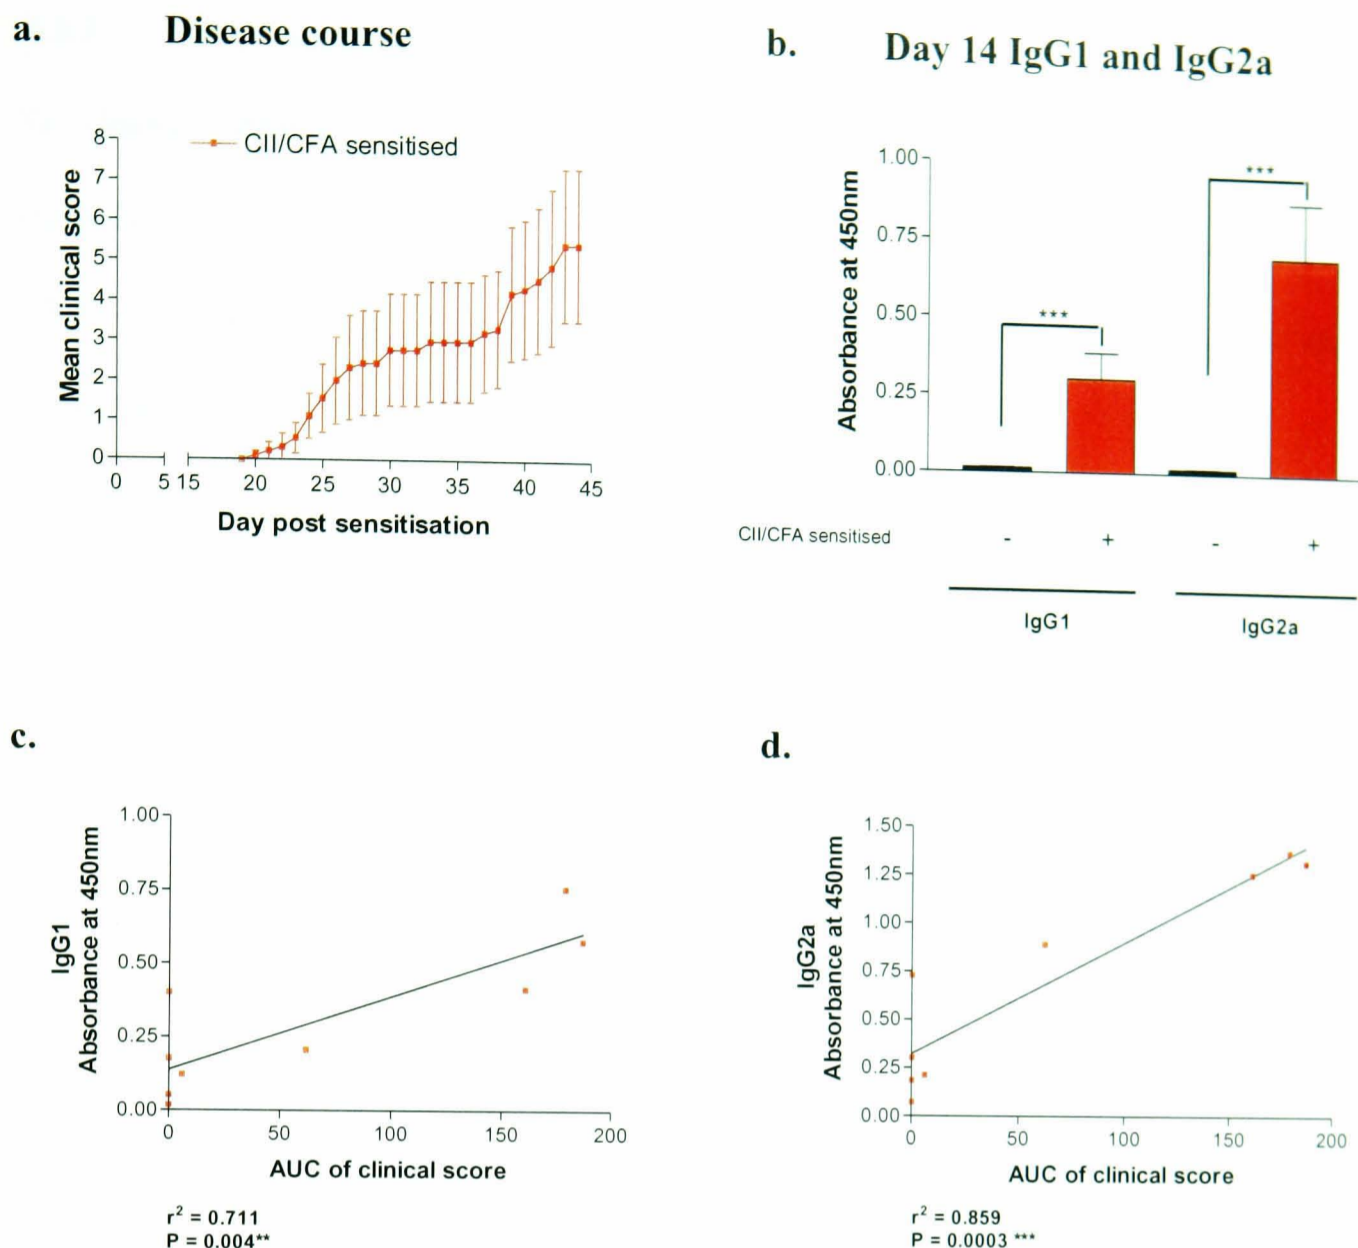 a.
Disease course
CII/CFA sensitised
Mean clinical score
8
7
6
5
4
3
2
1
0
0 5 15 20 25 30 35 40 45
Day post sensitisation
b.
Day 14 IgG1 and IgG2a
Absorbance at 450nm
1.00
0.75
0.50
0.25
0.00
***
***
CII/CFA sensitised - + - +
IgG1 IgG2a
c.
IgG1
Absorbance at 450nm
1.00
0.75
0.50
0.25
0.00
0 50 100 150 200
AUC of clinical score
r² = 0.711
P = 0.004**
d.
IgG2a
Absorbance at 450nm
1.50
1.25
1.00
0.75
0.50
0.25
0.00
0 50 100 150 200
AUC of clinical score
r² = 0.859
P = 0.0003 ***